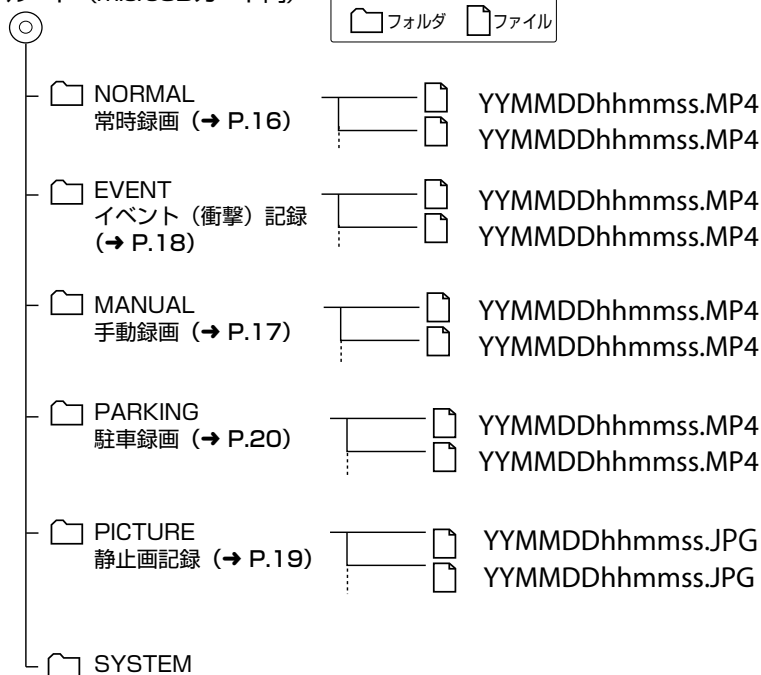 フォルダ ファイル
NORMAL
常時録画（➜ P.16）
YYMMDDhhmmss.MP4
YYMMDDhhmmss.MP4
EVENT
イベント（衝撃）記録
（➜ P.18）
YYMMDDhhmmss.MP4
YYMMDDhhmmss.MP4
MANUAL
手動録画（➜ P.17）
YYMMDDhhmmss.MP4
YYMMDDhhmmss.MP4
PARKING
駐車録画（➜ P.20）
YYMMDDhhmmss.MP4
YYMMDDhhmmss.MP4
PICTURE
静止画記録（➜ P.19）
YYMMDDhhmmss.JPG
YYMMDDhhmmss.JPG
SYSTEM